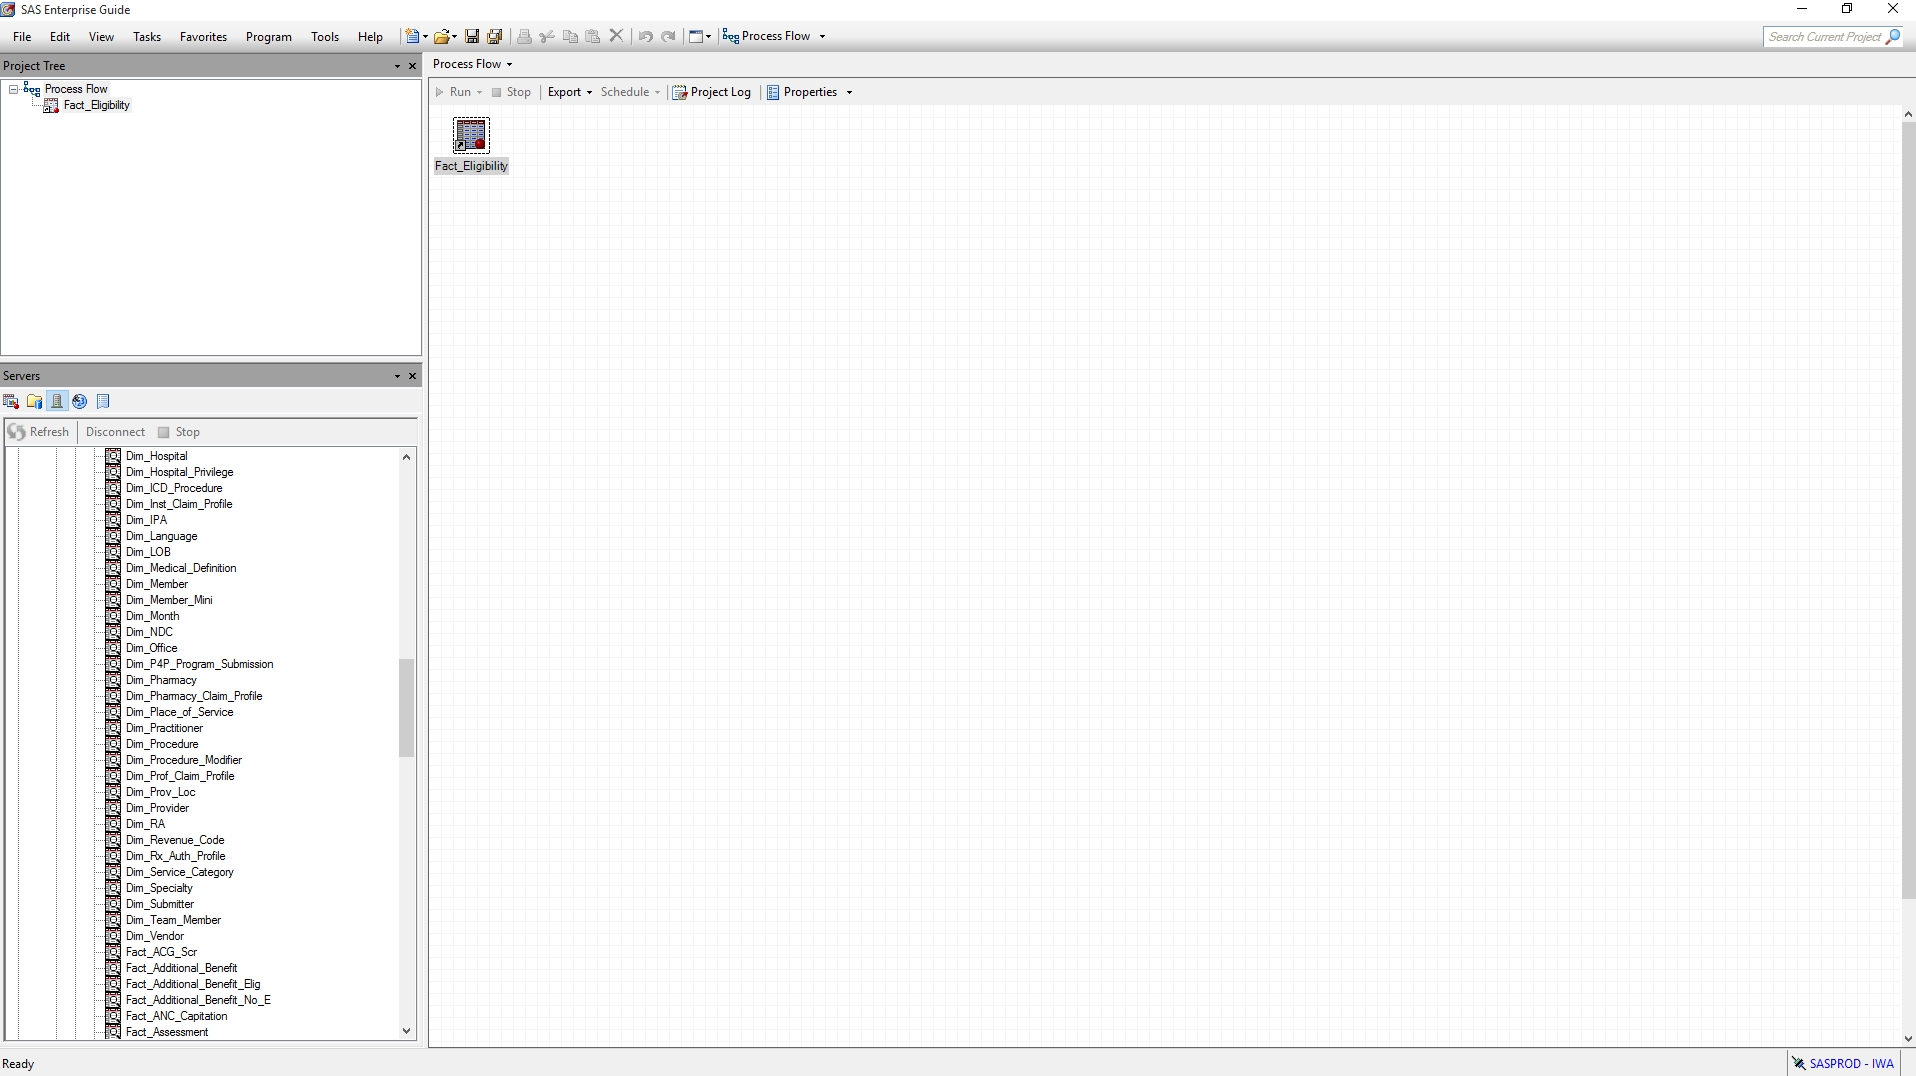 SAS Enterprise Guide
File Edit View Tasks Favorites Program Tools Help Process Flow Search Current Project
Project Tree
Process Flow
Fact_Eligibility
Process Flow
Run Stop Export Schedule Project Log Properties
Fact_Eligibility
Servers
Refresh Disconnect Stop
Dim_Hospital
Dim_Hospital_Privilege
Dim_ICD_Procedure
Dim_Inst_Claim_Profile
Dim_IPA
Dim_Language
Dim_LOB
Dim_Medical_Definition
Dim_Member
Dim_Member_Mini
Dim_Month
Dim_NDC
Dim_Office
Dim_P4P_Program_Submission
Dim_Pharmacy
Dim_Pharmacy_Claim_Profile
Dim_Place_of_Service
Dim_Practitioner
Dim_Procedure
Dim_Procedure_Modifier
Dim_Prof_Claim_Profile
Dim_Prov_Loc
Dim_Provider
Dim_RA
Dim_Revenue_Code
Dim_Rx_Auth_Profile
Dim_Service_Category
Dim_Specialty
Dim_Submitter
Dim_Team_Member
Dim_Vendor
Fact_ACG_Scr
Fact_Additional_Benefit
Fact_Additional_Benefit_Elig
Fact_Additional_Benefit_No_E
Fact_ANC_Capitation
Fact_Assessment
Ready
SASPROD - IWA